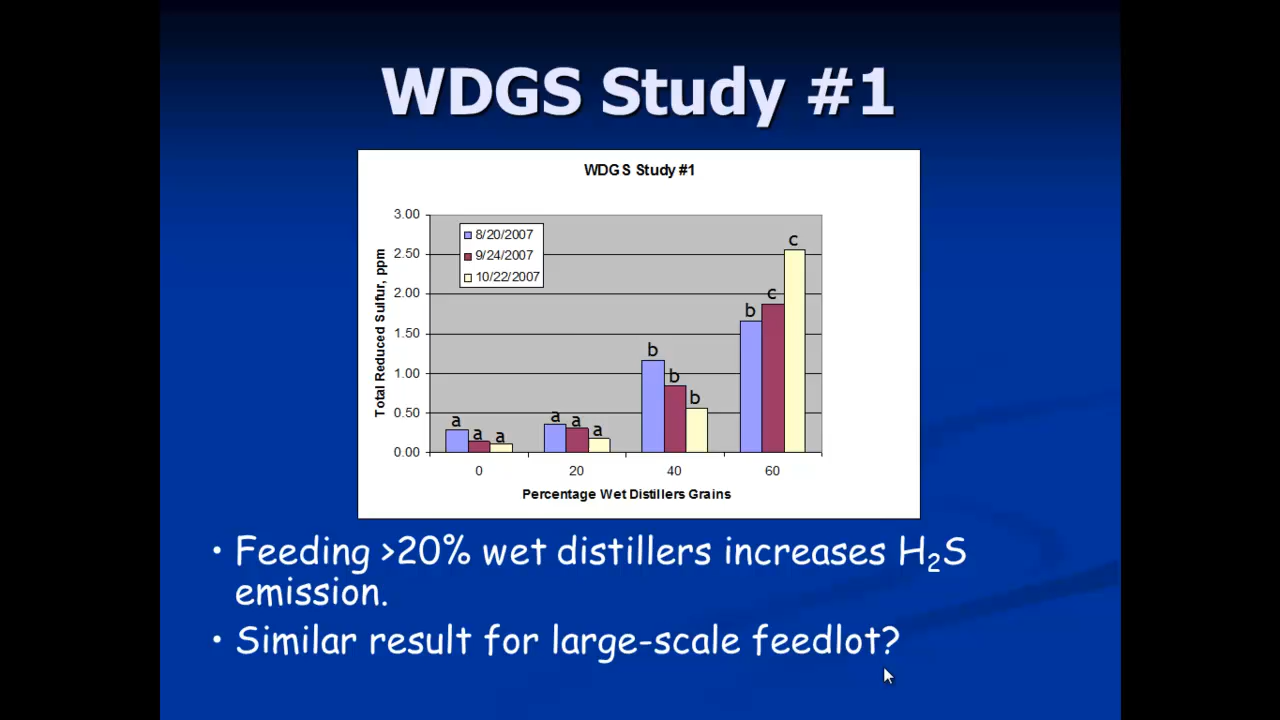 WDGS Study #1
WDGS Study #1
Total Reduced Sulfur, ppm
3.00
2.50
2.00
1.50
1.00
0.50
0.00
8/20/2007
9/24/2007
10/22/2007
a a a
a a a
b b b
b c c
0 20 40 60
Percentage Wet Distillers Grains
• Feeding >20% wet distillers increases H₂S
emission.
• Similar result for large-scale feedlot?